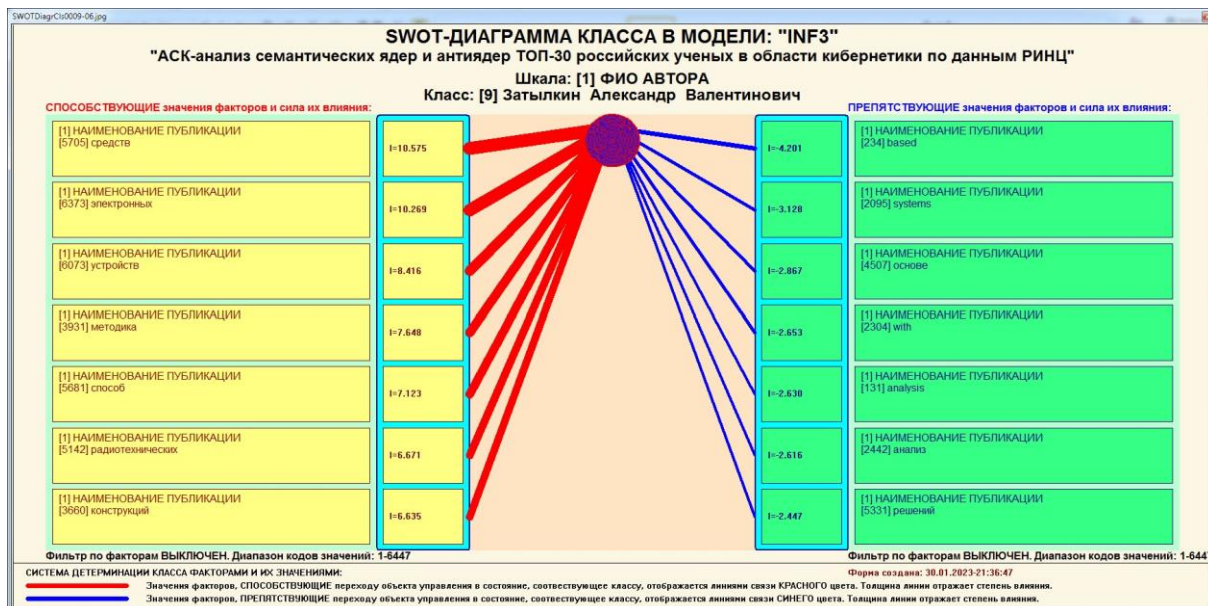 SWOTDiagrCls0009-06.jpg
SWOT-ДИАГРАММА КЛАССА В МОДЕЛИ: "INF3"
"АСК-анализ семантических ядер и антиядер ТОП-30 российских ученых в области кибернетики по данным РИНЦ"
Шкала: [1] ФИО АВТОРА
Класс: [9] Затылкин Александр Валентинович
СПОСОБСТВУЮЩИЕ значения факторов и сила их влияния:
[1] НАИМЕНОВАНИЕ ПУБЛИКАЦИИ
[5705] средств
I=10.575
[1] НАИМЕНОВАНИЕ ПУБЛИКАЦИИ
[6373] электронных
I=10.269
[1] НАИМЕНОВАНИЕ ПУБЛИКАЦИИ
[6073] устройств
I=8.416
[1] НАИМЕНОВАНИЕ ПУБЛИКАЦИИ
[3931] методика
I=7.648
[1] НАИМЕНОВАНИЕ ПУБЛИКАЦИИ
[5681] способ
I=7.123
[1] НАИМЕНОВАНИЕ ПУБЛИКАЦИИ
[5142] радиотехнических
I=6.671
[1] НАИМЕНОВАНИЕ ПУБЛИКАЦИИ
[3660] конструкций
I=6.635
Фильтр по факторам ВЫКЛЮЧЕН. Диапазон кодов значений: 1-6447
ПРЕПЯТСТВУЮЩИЕ значения факторов и сила их влияния:
I=-4.201
[1] НАИМЕНОВАНИЕ ПУБЛИКАЦИИ
[234] based
I=-3.128
[1] НАИМЕНОВАНИЕ ПУБЛИКАЦИИ
[2095] systems
I=-2.867
[1] НАИМЕНОВАНИЕ ПУБЛИКАЦИИ
[4507] основе
I=-2.653
[1] НАИМЕНОВАНИЕ ПУБЛИКАЦИИ
[2304] with
I=-2.630
[1] НАИМЕНОВАНИЕ ПУБЛИКАЦИИ
[131] analysis
I=-2.616
[1] НАИМЕНОВАНИЕ ПУБЛИКАЦИИ
[2442] анализ
I=-2.447
[1] НАИМЕНОВАНИЕ ПУБЛИКАЦИИ
[5331] решений
Фильтр по факторам ВЫКЛЮЧЕН. Диапазон кодов значений: 1-6447
СИСТЕМА ДЕТЕРМИНАЦИИ КЛАССА ФАКТОРАМИ И ИХ ЗНАЧЕНИЯМИ:
Форма создана: 30.01.2023-21:36:47
Значения факторов, СПОСОБСТВУЮЩИЕ переходу объекта управления в состояние, соотвествующее классу, отображается линиями связи КРАСНОГО цвета. Толщина линии отражает степень влияния.
Значения факторов, ПРЕПЯТСТВУЮЩИЕ переходу объекта управления в состояние, соотвествующее классу, отображается линиями связи СИНЕГО цвета. Толщина линии отражает степень влияния.